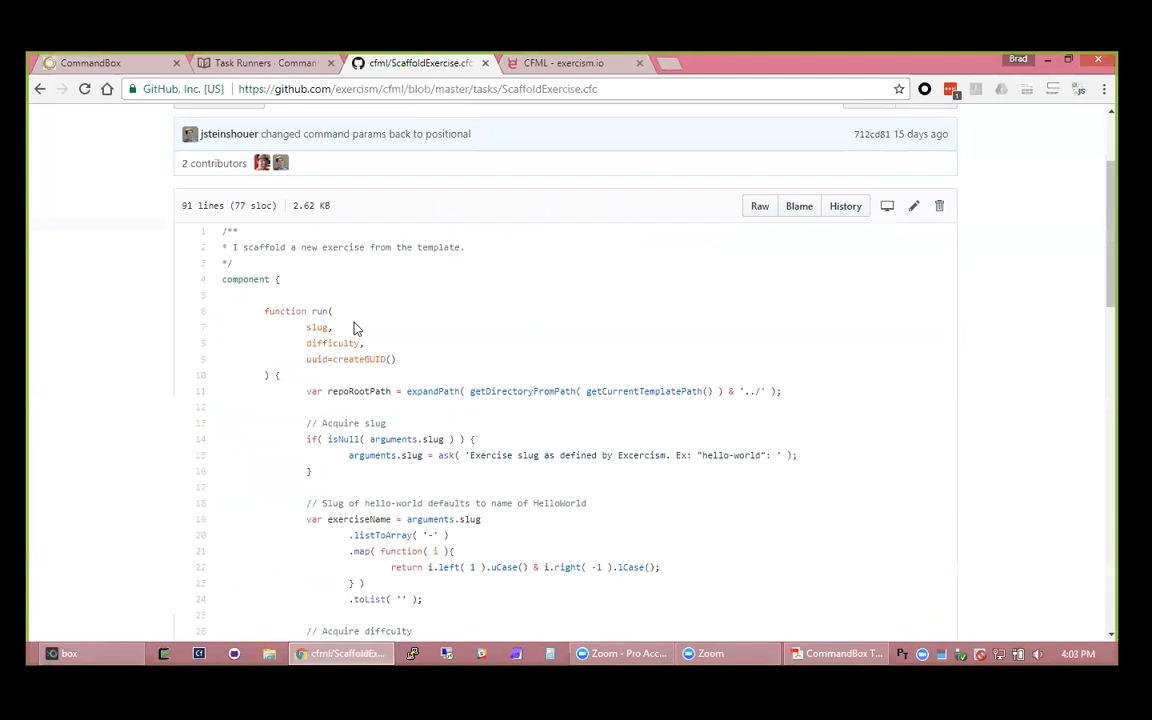 CommandBox
Task Runners · Comman
cfml/ScaffoldExercise.cfc
CFML - exercism.io
Brad
GitHub, Inc. [US]
https://github.com/exercism/cfml/blob/master/tasks/ScaffoldExercise.cfc
1
js
jsteinshouer changed command params back to positional
712cd81 15 days ago
2 contributors
91 lines (77 sloc)
2.62 KB
Raw
Blame
History
1 /**
2 * I scaffold a new exercise from the template.
3 */
4 component {
5
6 function run(
7 slug,
8 difficulty,
9 uuid=createGUID()
10 ) {
11 var repoRootPath = expandPath( getDirectoryFromPath( getCurrentTemplatePath() ) & '../' );
12
13 // Acquire slug
14 if( isNull( arguments.slug ) ) {
15 arguments.slug = ask( 'Exercise slug as defined by Excercism. Ex: "hello-world": ' );
16 }
17
18 // Slug of hello-world defaults to name of HelloWorld
19 var exerciseName = arguments.slug
20 .listToArray( '-' )
21 .map( function( i ){
22 return i.left( 1 ).uCase() & i.right( -1 ).lCase();
23 } )
24 .toList( '' );
25
26 // Acquire diffculty
box
Cf
cfml/ScaffoldEx...
Zoom - Pro Acc...
Zoom
CommandBox T...
PT
4:03 PM